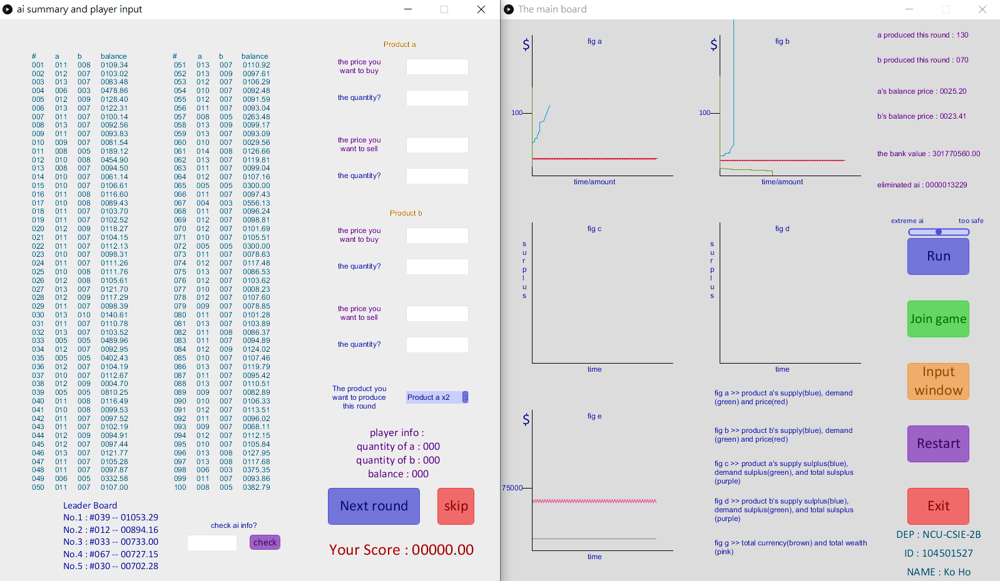 ai summary and player input
# a b balance
001 011 008 0109.34
002 012 007 0103.02
003 013 007 0083.48
004 006 003 0478.86
005 012 009 0128.40
006 013 007 0122.31
007 011 007 0100.14
008 013 007 0092.56
009 011 007 0093.83
010 009 007 0081.54
011 008 005 0189.12
012 010 008 0454.90
013 008 007 0094.50
014 010 007 0061.14
015 010 007 0106.61
016 011 008 0116.60
017 010 008 0089.43
018 011 007 0103.70
019 011 007 0102.52
020 012 009 0118.27
021 011 007 0104.15
022 011 007 0112.13
023 010 007 0098.31
024 011 007 0111.26
025 010 008 0111.76
026 012 008 0105.61
027 013 007 0121.70
028 012 009 0117.29
029 011 007 0098.39
030 013 010 0140.61
031 011 007 0110.78
032 013 007 0103.52
033 005 005 0489.96
034 012 007 0092.95
035 005 005 0402.43
036 012 007 0104.19
037 010 007 0112.67
038 012 009 0004.70
039 005 005 0810.25
040 011 008 0116.49
041 010 008 0099.53
042 011 007 0097.52
043 011 007 0102.19
044 012 009 0094.91
045 012 007 0097.44
046 013 007 0121.77
047 011 007 0105.28
048 011 007 0097.87
049 006 005 0332.58
050 011 007 0107.00
# a b balance
051 013 007 0110.92
052 013 009 0097.61
053 012 007 0106.29
054 010 007 0092.48
055 012 007 0091.59
056 011 007 0093.04
057 008 005 0263.48
058 013 009 0099.17
059 013 007 0093.09
060 010 007 0029.56
061 014 008 0126.66
062 013 007 0119.81
063 011 007 0099.04
064 012 007 0107.16
065 005 005 0300.00
066 011 007 0097.43
067 004 003 0556.13
068 011 007 0096.24
069 012 007 0098.81
070 012 007 0101.69
071 010 007 0105.51
072 005 005 0300.00
073 011 007 0078.63
074 012 007 0117.48
075 013 007 0086.53
076 012 007 0103.62
077 010 007 0008.23
078 012 007 0107.60
079 009 007 0078.85
080 011 007 0101.28
081 013 007 0103.89
082 011 008 0086.37
083 011 007 0094.89
084 012 009 0124.02
085 010 007 0107.46
086 013 007 0119.79
087 011 007 0095.42
088 013 007 0110.51
089 009 007 0082.89
090 010 007 0106.33
091 012 007 0113.51
092 011 007 0096.02
093 009 007 0068.11
094 012 007 0112.15
095 010 007 0105.84
096 013 008 0127.95
097 013 008 0117.68
098 006 003 0375.35
099 011 007 0093.86
100 008 005 0382.79
Leader Board
No.1 : #039 -- 01053.29
No.2 : #012 -- 00894.16
No.3 : #033 -- 00733.00
No.4 : #067 -- 00727.15
No.5 : #030 -- 00702.28
check ai info?
check
Product a
the price you
want to buy
the quantity?
the price you
want to sell
the quantity?
Product b
the price you
want to buy
the quantity?
the price you
want to sell
the quantity?
The product you
want to produce
this round
Product a x2 :
player info :
quantity of a : 000
quantity of b : 000
balance : 000
Next round
skip
Your Score : 00000.00
The main board
$
fig a
100
time/amount
$
fig b
100
time/amount
a produced this round : 130
b produced this round : 070
a's balance price : 0025.20
b's balance price : 0023.41
the bank value : 301770560.00
eliminated ai : 0000013229
fig c
surplus
time
fig d
surplus
time
extreme ai too safe
Run
Join game
Input
window
Restart
Exit
$
fig e
75000
time
fig a >> product a's supply(blue), demand
(green) and price(red)
fig b >> product b's supply(blue), demand
(green) and price(red)
fig c >> product a's supply sulplus(blue),
demand sulplus(green), and total sulsplus
(purple)
fig d >> product b's supply sulplus(blue),
demand sulplus(green), and total sulsplus
(purple)
fig g >> total currency(brown) and total wealth
(pink)
DEP : NCU-CSIE-2B
ID : 104501527
NAME : Ko Ho